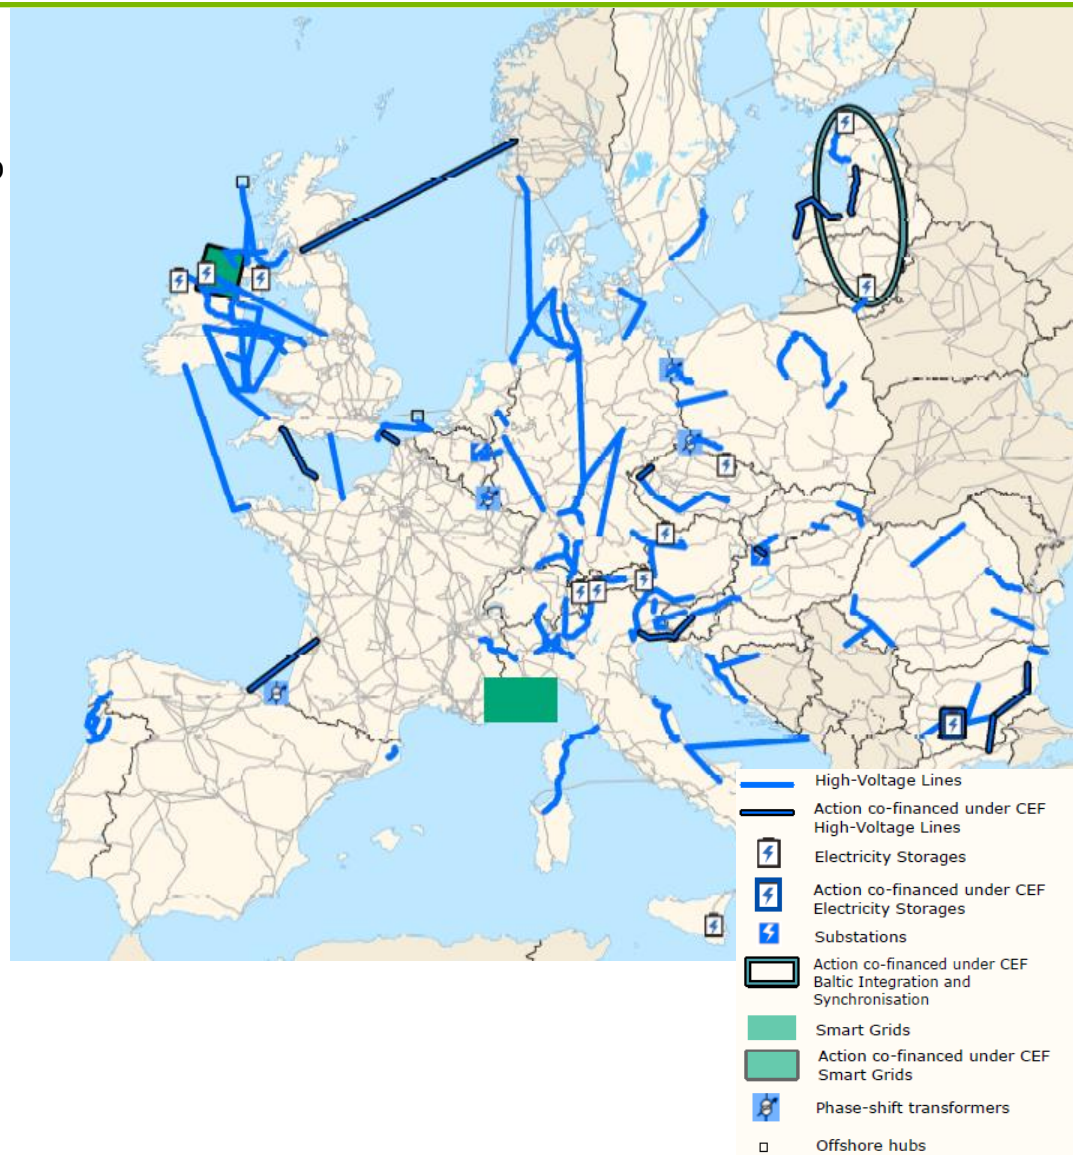 High-Voltage Lines
Action co-financed under CEF
High-Voltage Lines
Electricity Storages
Action co-financed under CEF
Electricity Storages
Substations
Action co-financed under CEF
Baltic Integration and
Synchronisation
Smart Grids
Action co-financed under CEF
Smart Grids
Phase-shift transformers
Offshore hubs